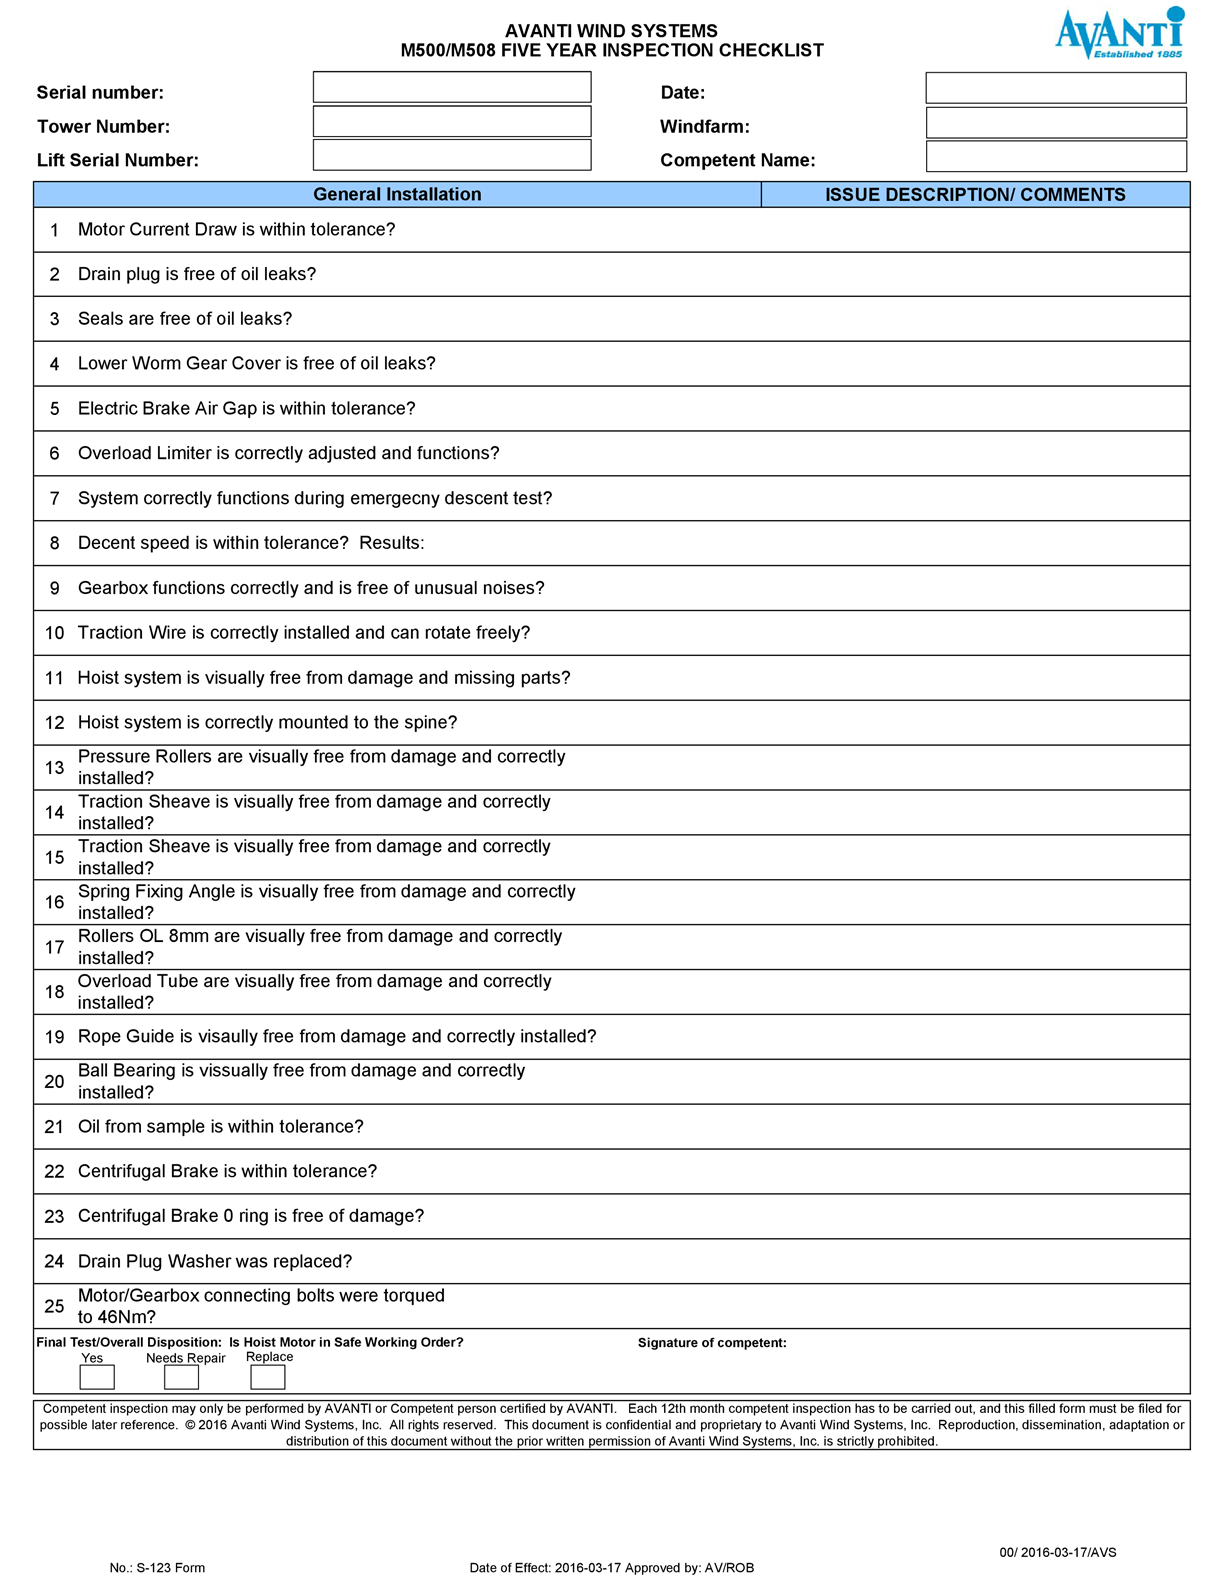 AVANTI WIND SYSTEMS
M500/M508 FIVE YEAR INSPECTION CHECKLIST
AVANTI
Established 1885
Serial number:
Date:
Tower Number:
Windfarm:
Lift Serial Number:
Competent Name:
General Installation
ISSUE DESCRIPTION/ COMMENTS
1 Motor Current Draw is within tolerance?
2 Drain plug is free of oil leaks?
3 Seals are free of oil leaks?
4 Lower Worm Gear Cover is free of oil leaks?
5 Electric Brake Air Gap is within tolerance?
6 Overload Limiter is correctly adjusted and functions?
7 System correctly functions during emergecny descent test?
8 Decent speed is within tolerance?  Results:
9 Gearbox functions correctly and is free of unusual noises?
10 Traction Wire is correctly installed and can rotate freely?
11 Hoist system is visually free from damage and missing parts?
12 Hoist system is correctly mounted to the spine?
13 Pressure Rollers are visually free from damage and correctly
installed?
14 Traction Sheave is visually free from damage and correctly
installed?
15 Traction Sheave is visually free from damage and correctly
installed?
16 Spring Fixing Angle is visually free from damage and correctly
installed?
17 Rollers OL 8mm are visually free from damage and correctly
installed?
18 Overload Tube are visually free from damage and correctly
installed?
19 Rope Guide is visaully free from damage and correctly installed?
20 Ball Bearing is vissually free from damage and correctly
installed?
21 Oil from sample is within tolerance?
22 Centrifugal Brake is within tolerance?
23 Centrifugal Brake 0 ring is free of damage?
24 Drain Plug Washer was replaced?
25 Motor/Gearbox connecting bolts were torqued
to 46Nm?
Final Test/Overall Disposition:  Is Hoist Motor in Safe Working Order?
Signature of competent:
Yes
Needs Repair
Replace
Competent inspection may only be performed by AVANTI or Competent person certified by AVANTI.   Each 12th month competent inspection has to be carried out, and this filled form must be filed for
possible later reference.  © 2016 Avanti Wind Systems, Inc.  All rights reserved.  This document is confidential and proprietary to Avanti Wind Systems, Inc.  Reproduction, dissemination, adaptation or
distribution of this document without the prior written permission of Avanti Wind Systems, Inc. is strictly prohibited.
00/ 2016-03-17/AVS
No.: S-123 Form
Date of Effect: 2016-03-17 Approved by: AV/ROB